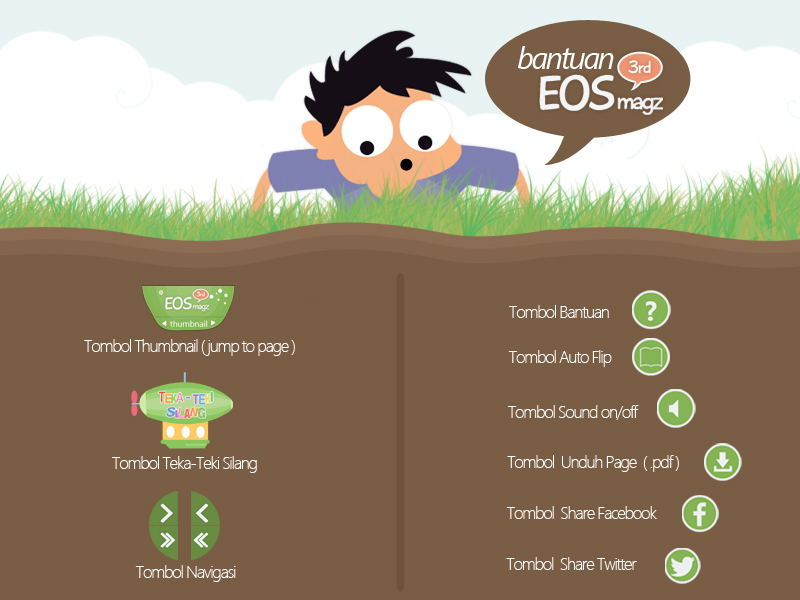 bantuan 3rd
EOS magz
EOS 3rd magz
thumbnail
Tombol Thumbnail ( jump to page )
TEKA - TEKI
SILANG
Tombol Teka-Teki Silang
Tombol Navigasi
Tombol Bantuan ?
Tombol Auto Flip
Tombol Sound on/off
Tombol Unduh Page ( .pdf )
Tombol Share Facebook f
Tombol Share Twitter